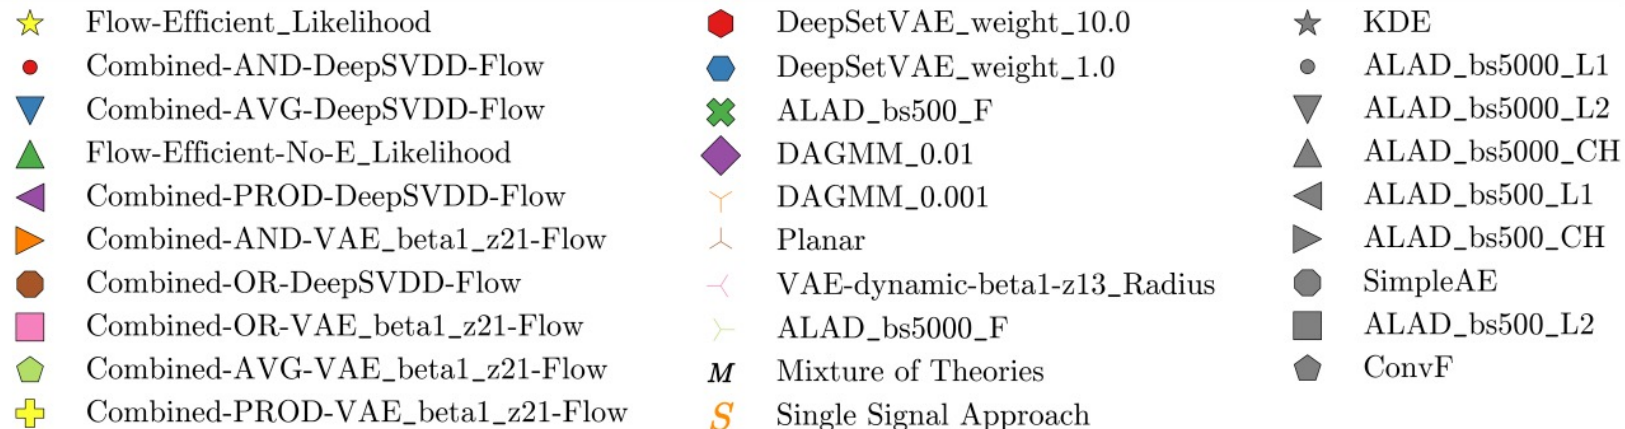 Flow-Efficient_Likelihood
Combined-AND-DeepSVDD-Flow
Combined-AVG-DeepSVDD-Flow
Flow-Efficient-No-E_Likelihood
Combined-PROD-DeepSVDD-Flow
Combined-AND-VAE_beta1_z21-Flow
Combined-OR-DeepSVDD-Flow
Combined-OR-VAE_beta1_z21-Flow
Combined-AVG-VAE_beta1_z21-Flow
Combined-PROD-VAE_beta1_z21-Flow
DeepSetVAE_weight_10.0
DeepSetVAE_weight_1.0
ALAD_bs500_F
DAGMM_0.01
DAGMM_0.001
Planar
VAE-dynamic-beta1-z13_Radius
ALAD_bs5000_F
M Mixture of Theories
S Single Signal Approach
KDE
ALAD_bs5000_L1
ALAD_bs5000_L2
ALAD_bs5000_CH
ALAD_bs500_L1
ALAD_bs500_CH
SimpleAE
ALAD_bs500_L2
ConvF